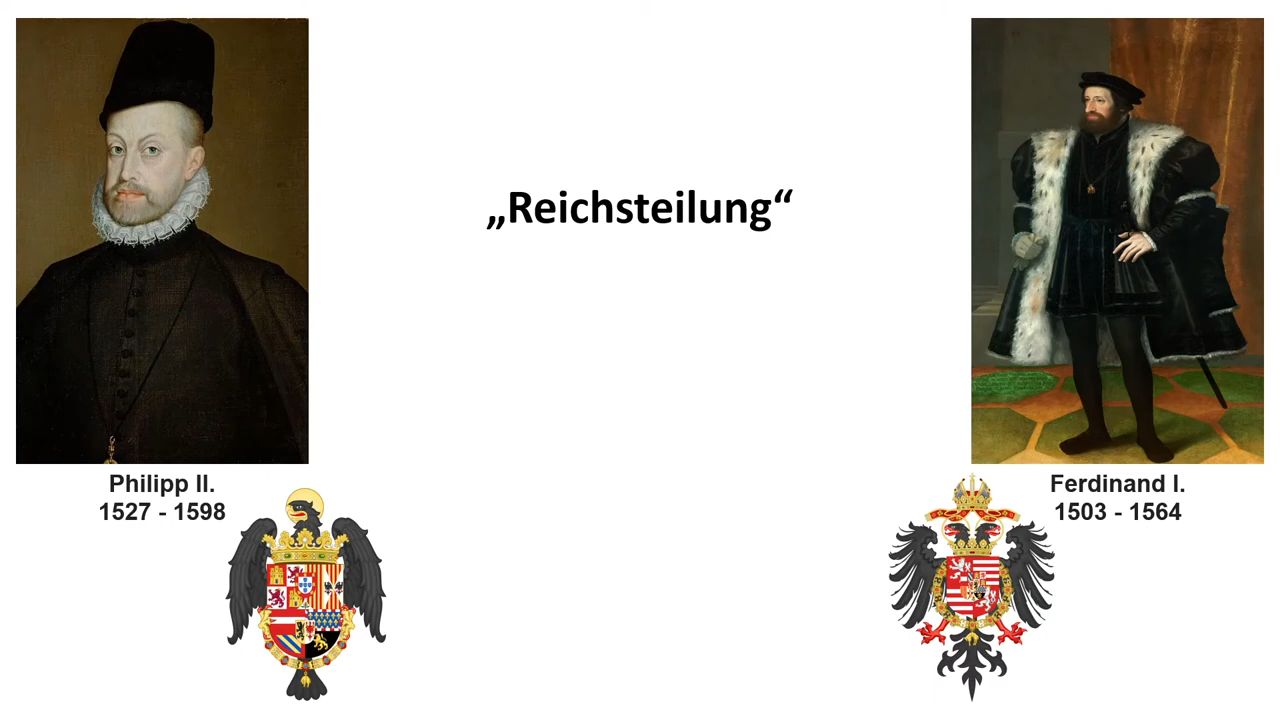 „Reichsteilung“
Philipp II.
1527 - 1598
Ferdinand I.
1503 - 1564